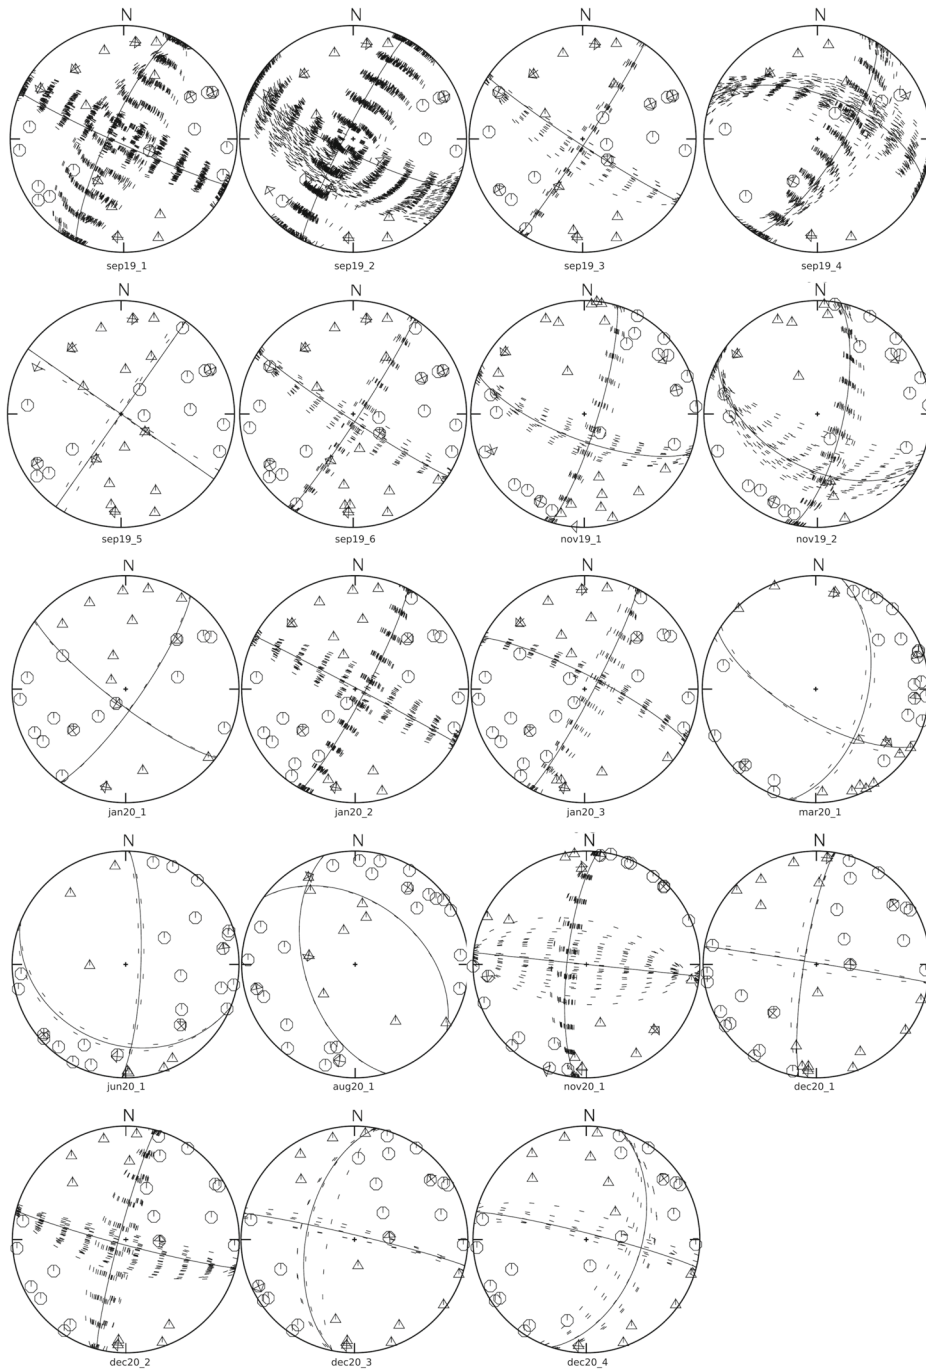 N N N N
sep19_1 sep19_2 sep19_3 sep19_4
N N N N
sep19_5 sep19_6 nov19_1 nov19_2
N N N N
jan20_1 jan20_2 jan20_3 mar20_1
N N N N
jun20_1 aug20_1 nov20_1 dec20_1
N N N
dec20_2 dec20_3 dec20_4